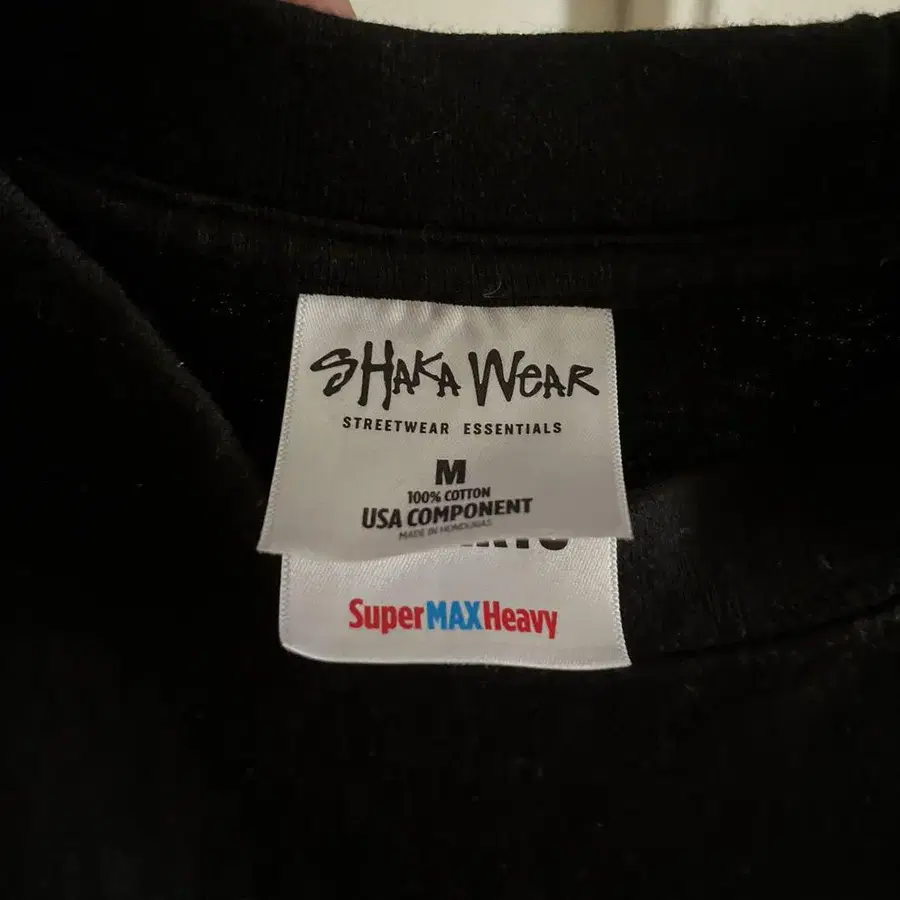 SHAKA WEAR
STREETWEAR ESSENTIALS
M
100% COTTON
USA COMPONENT
MADE IN HONDURAS
SuperMAXHeavy